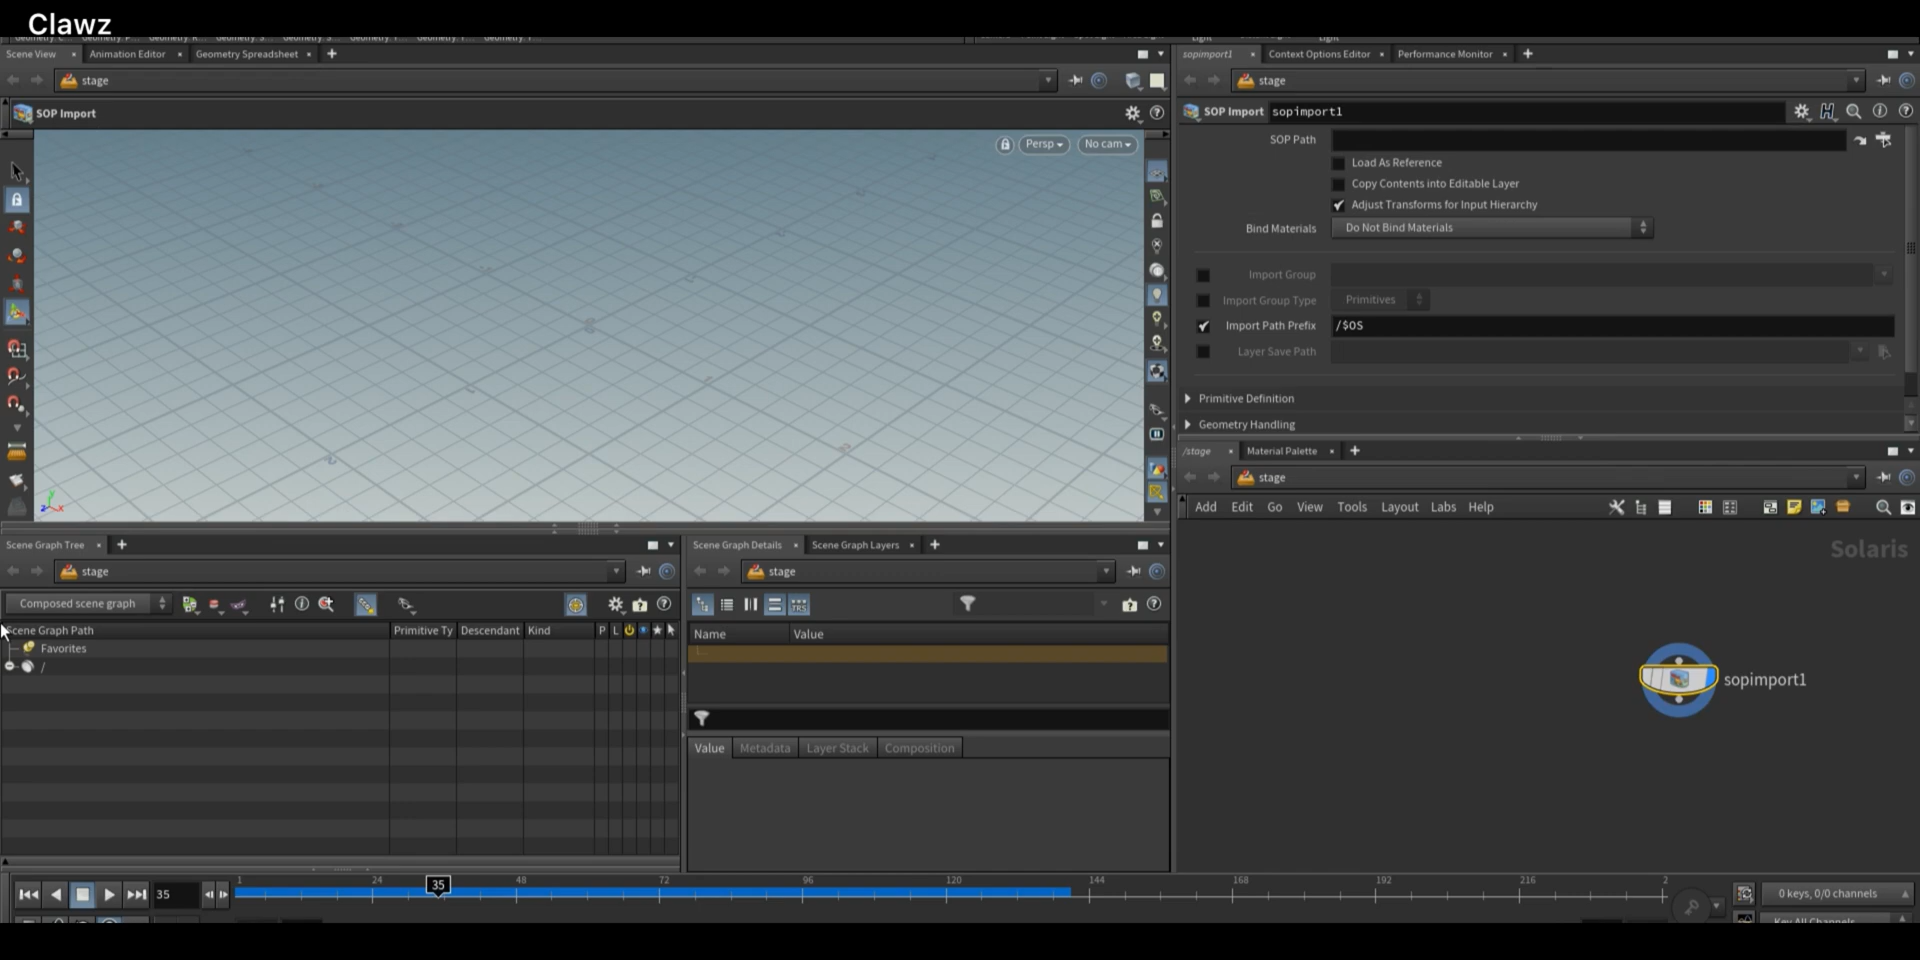 Clawz
Scene View
Animation Editor
Geometry Spreadsheet
sopimport1
Context Options Editor
Performance Monitor
stage
stage
SOP Import
SOP Import sopimport1
Persp
No cam
SOP Path
Load As Reference
Copy Contents into Editable Layer
Adjust Transforms for Input Hierarchy
Bind Materials Do Not Bind Materials
Import Group
Import Group Type Primitives
Import Path Prefix /$OS
Layer Save Path
Primitive Definition
Geometry Handling
/stage
Material Palette
stage
Add Edit Go View Tools Layout Labs Help
Solaris
sopimport1
Scene Graph Tree
stage
Composed scene graph
Scene Graph Path Primitive Ty Descendant Kind P L
Favorites
/
Scene Graph Details
Scene Graph Layers
stage
Name Value
Value Metadata Layer Stack Composition
35
1 24 35 48 72 96 120 144 168 192 216 2
0 keys, 0/0 channels
Key All Channels